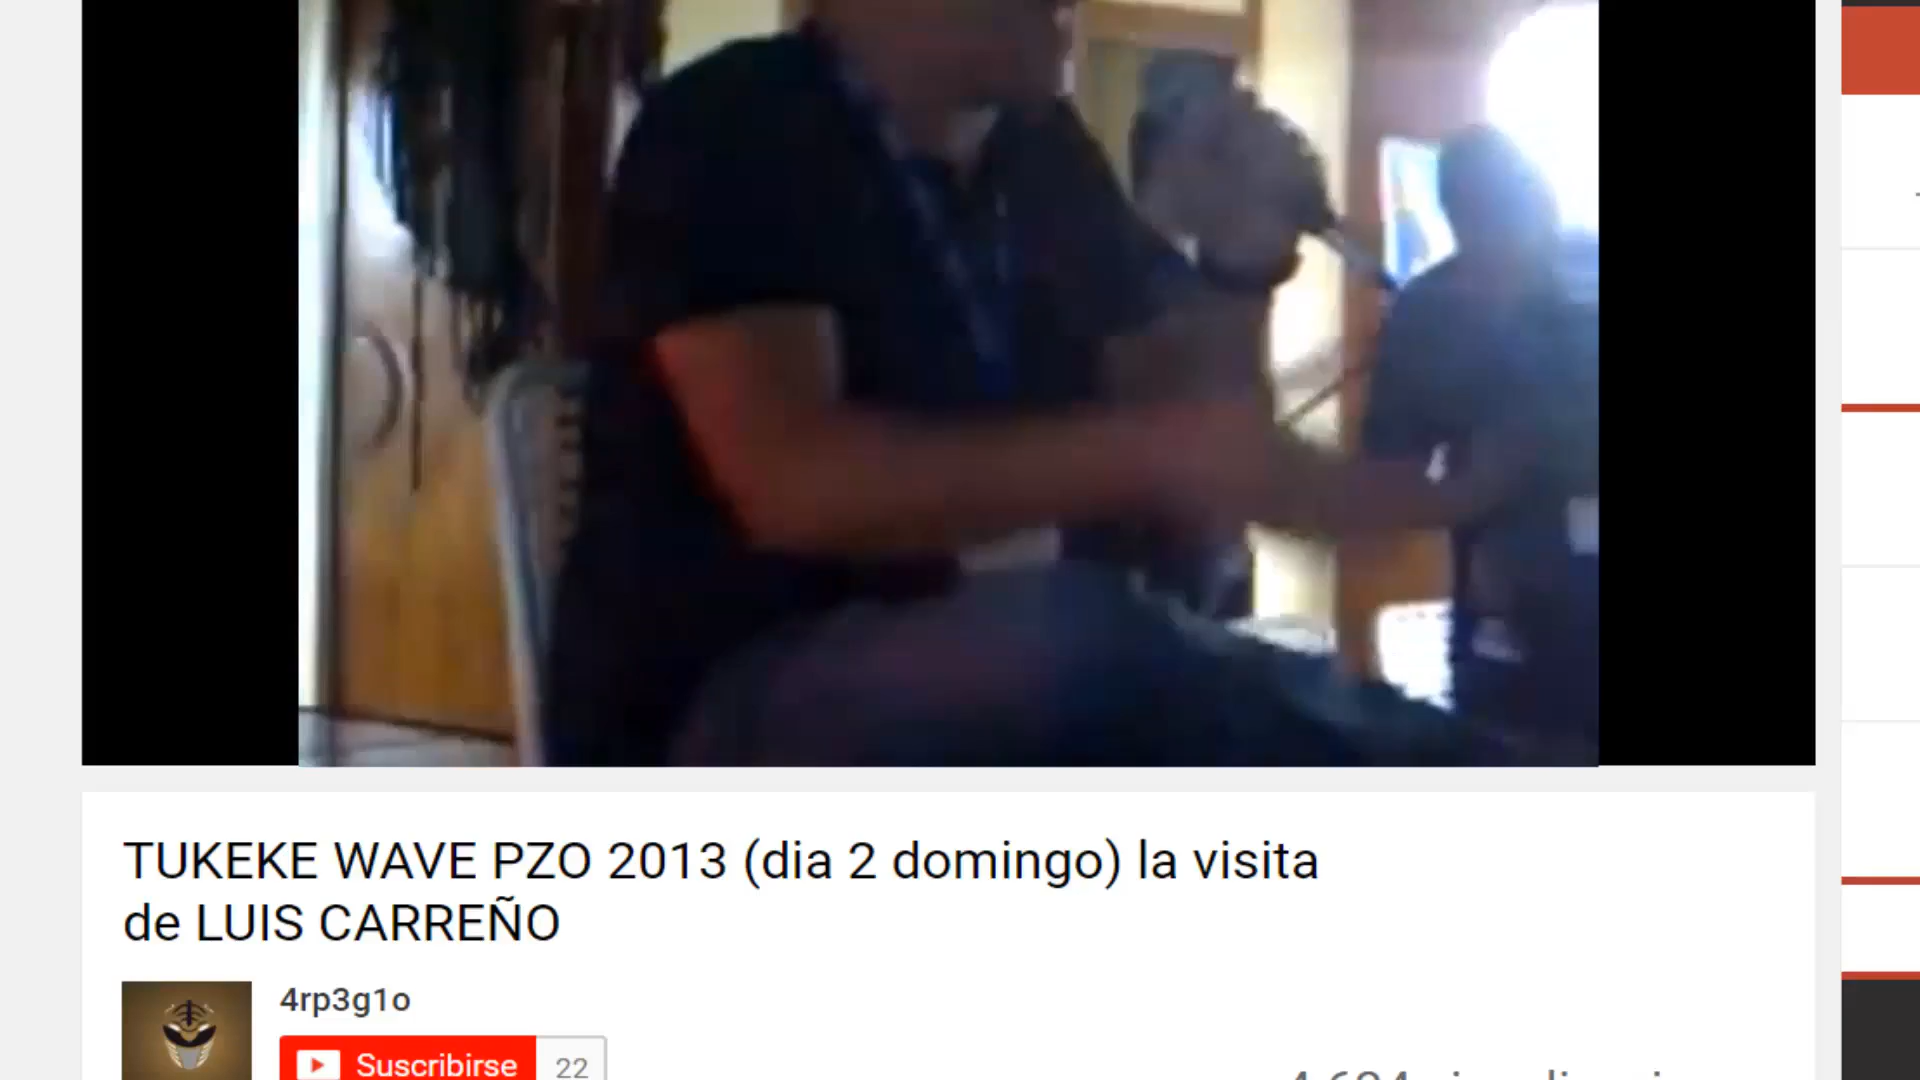 TUKEKE WAVE PZO 2013 (dia 2 domingo) la visita
de LUIS CARREÑO
4rp3g1o
Suscribirse 22